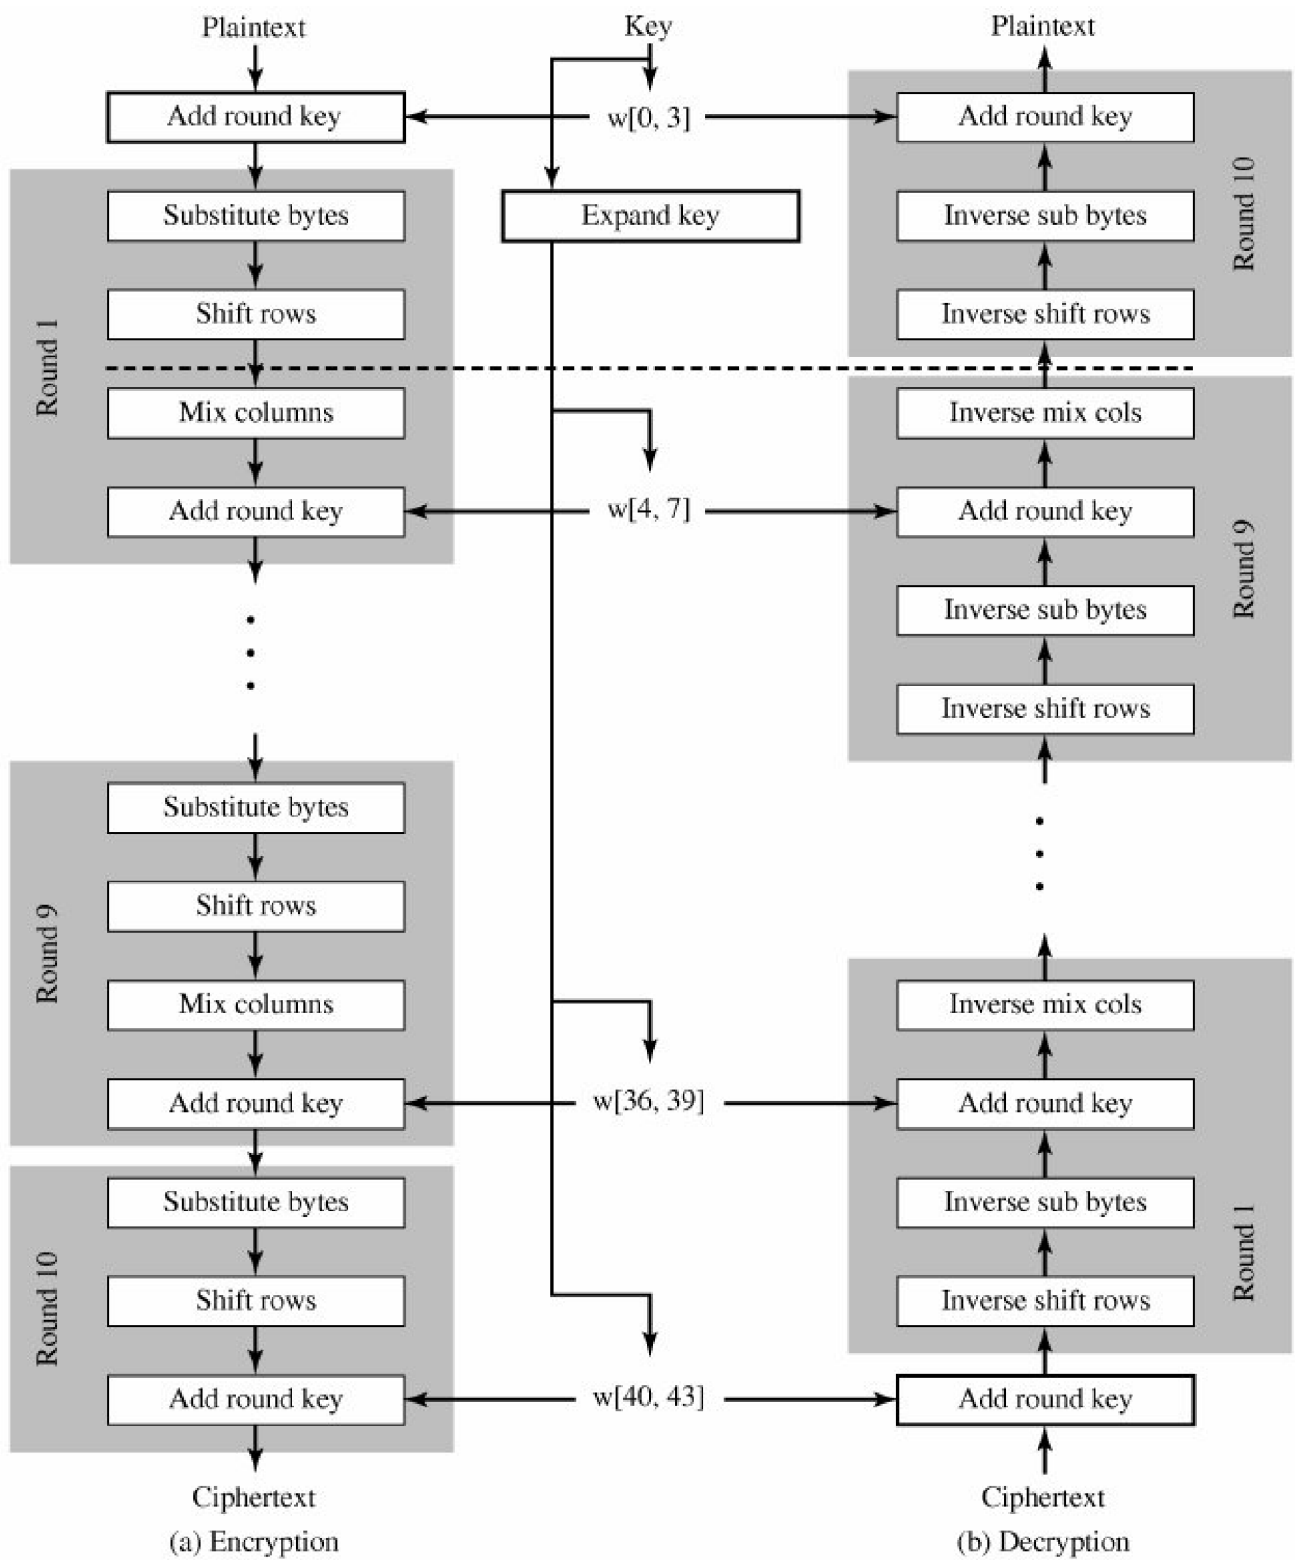 Plaintext
Key
Plaintext
Add round key
w[0, 3]
Add round key
Substitute bytes
Expand key
Inverse sub bytes
Round 10
Shift rows
Inverse shift rows
Round 1
Mix columns
Inverse mix cols
Add round key
w[4, 7]
Add round key
Round 9
Inverse sub bytes
Inverse shift rows
Substitute bytes
Shift rows
Round 9
Mix columns
Inverse mix cols
Add round key
w[36, 39]
Add round key
Substitute bytes
Inverse sub bytes
Round 1
Round 10
Shift rows
Inverse shift rows
Add round key
w[40, 43]
Add round key
Ciphertext
Ciphertext
(a) Encryption
(b) Decryption